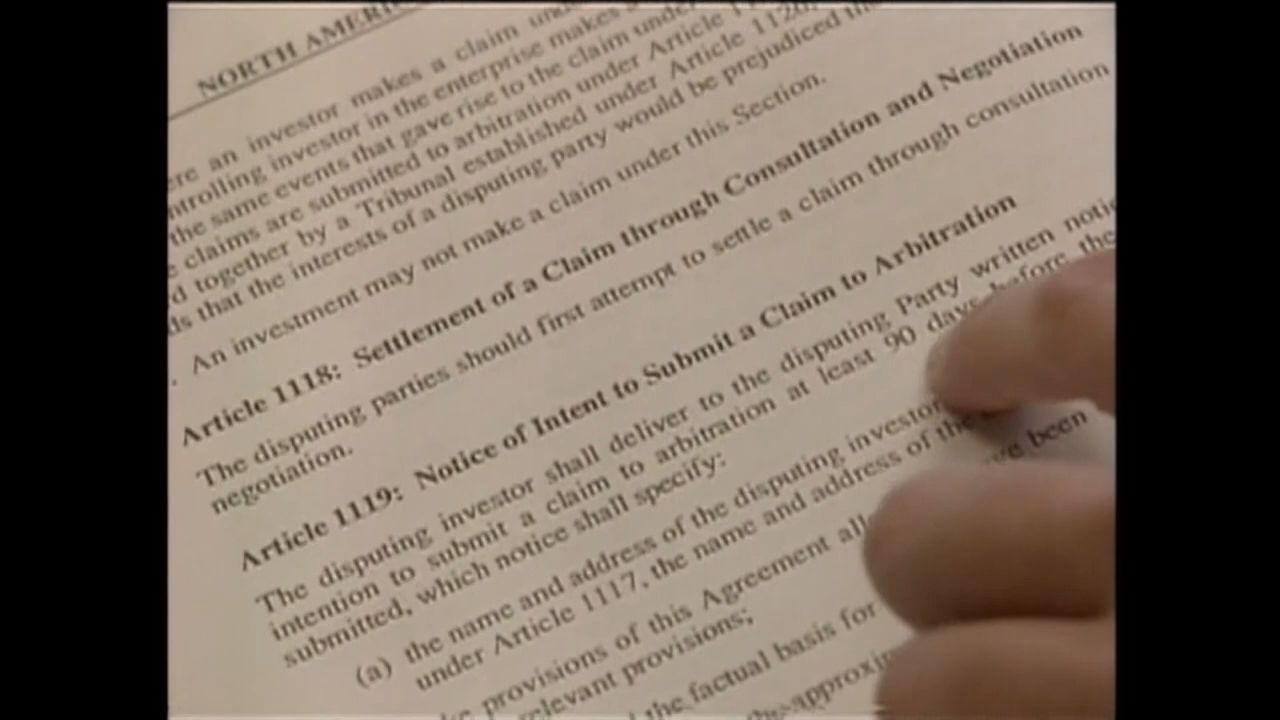 NORTH AMERI
ere an investor makes a claim under
ntrolling investor in the enterprise makes a
the same events that gave rise to the claim under
e claims are submitted to arbitration under Article 11
d together by a Tribunal established under Article 1120,
ds that the interests of a disputing party would be prejudiced
. An investment may not make a claim under this Section.
Article 1118: Settlement of a Claim through Consultation and Negotiation
The disputing parties should first attempt to settle a claim through consultation
negotiation.
Article 1119: Notice of Intent to Submit a Claim to Arbitration
The disputing investor shall deliver to the disputing Party written notic
intention to submit a claim to arbitration at least 90 days before the
submitted, which notice shall specify:
(a) the name and address of the disputing investor
under Article 1117, the name and address of the
provisions of this Agreement all ve been
relevant provisions;
the factual basis for
the approxi